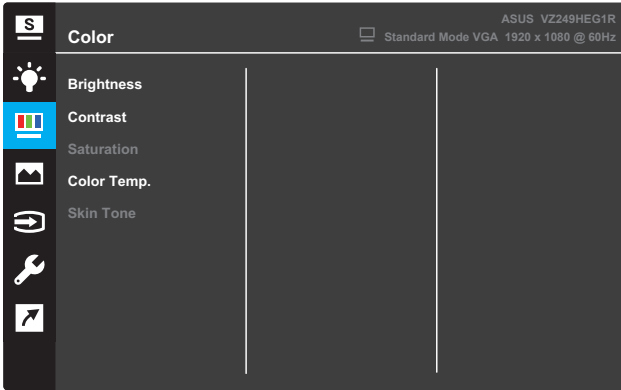 S
ASUS VZ249HEG1R
Color
Standard Mode VGA 1920 x 1080 @ 60Hz
Brightness
Contrast
Saturation
Color Temp.
Skin Tone